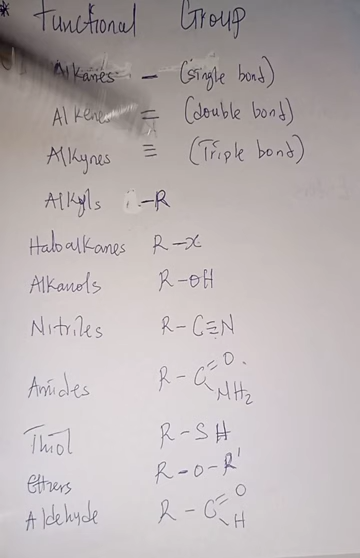 * Functional Group
Alkanes - (single bond)
Alkenes = (double bond)
Alkynes ≡ (Triple bond)
Alkyls -R
Haloalkanes R-X
Alkanols R-OH
Nitriles R-C≡N
Amides R-C=O NH2
Thiol R-SH
Ethers R-O-R'
Aldehyde R-C=O H